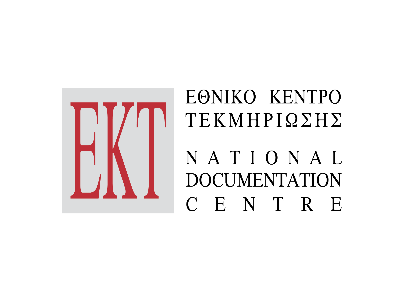 ΕΚΤ
ΕΘΝΙΚΟ ΚΕΝΤΡΟ
ΤΕΚΜΗΡΙΩΣΗΣ
NATIONAL
DOCUMENTATION
CENTRE